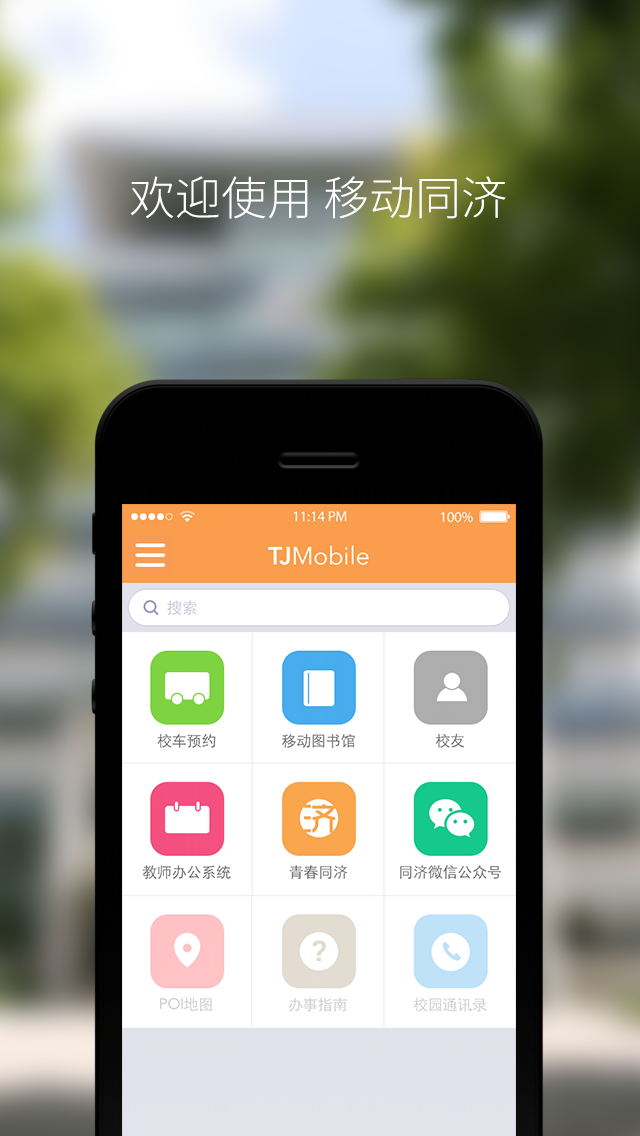 欢迎使用 移动同济
11:14 PM
100%
TJMobile
搜索
校车预约
移动图书馆
校友
教师办公系统
济
青春同济
同济微信公众号
?
POI地图
办事指南
校园通讯录